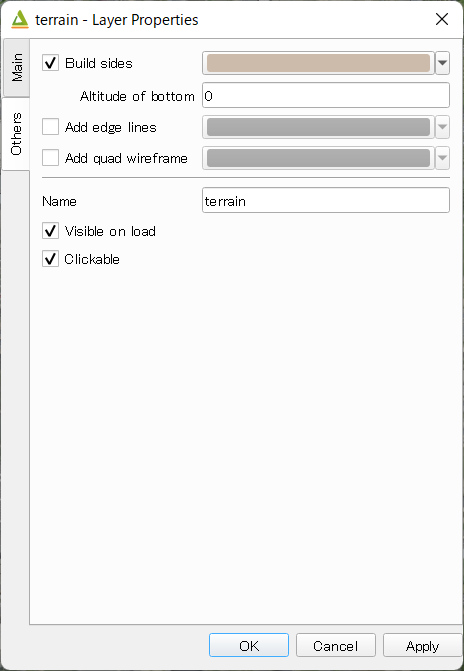 terrain - Layer Properties
Main
Others
Build sides
Altitude of bottom 0
Add edge lines
Add quad wireframe
Name terrain
Visible on load
Clickable
OK Cancel Apply